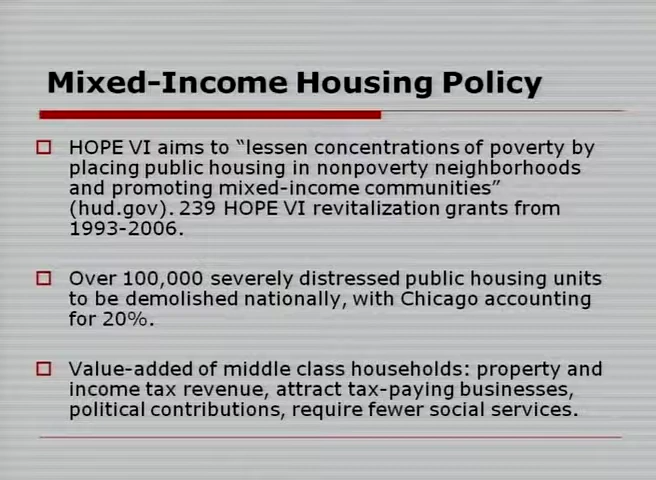 Mixed-Income Housing Policy
HOPE VI aims to “lessen concentrations of poverty by
placing public housing in nonpoverty neighborhoods
and promoting mixed-income communities”
(hud.gov). 239 HOPE VI revitalization grants from
1993-2006.
Over 100,000 severely distressed public housing units
to be demolished nationally, with Chicago accounting
for 20%.
Value-added of middle class households: property and
income tax revenue, attract tax-paying businesses,
political contributions, require fewer social services.